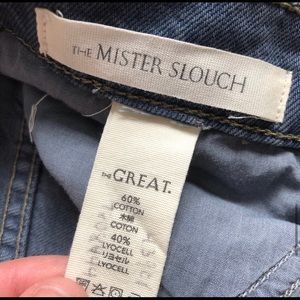 THE MISTER SLOUCH
THE GREAT.
60%
COTTON
木綿
COTON
40%
LYOCELL
リヨセル
LYOCELL